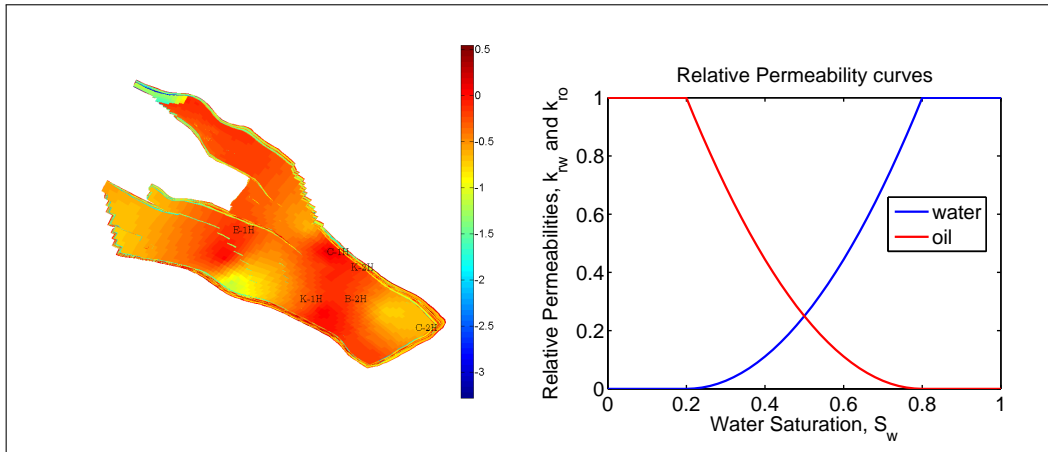 0.5
0
-0.5
-1
-1.5
-2
-2.5
-3
E-1H
C-1H
K-2H
K-1H
B-2H
C-2H
Relative Permeability curves
Relative Permeabilities, k_rw and k_ro
1
0.8
0.6
0.4
0.2
0
0
0.2
0.4
0.6
0.8
1
Water Saturation, S_w
water
oil